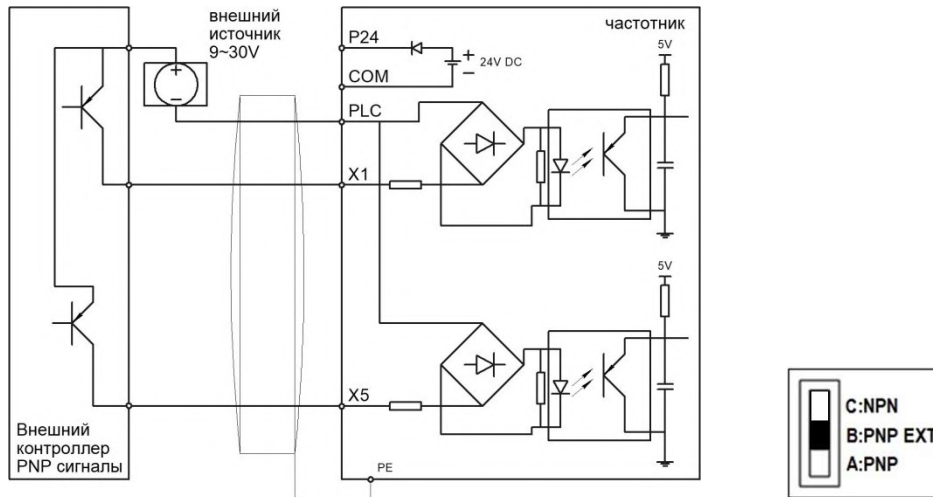 внешний
источник
9~30V
частотник
P24
24V DC
COM
PLC
5V
X1
5V
X5
Внешний
контроллер
PNP сигналы
PE
C:NPN
B:PNP EXT
A:PNP